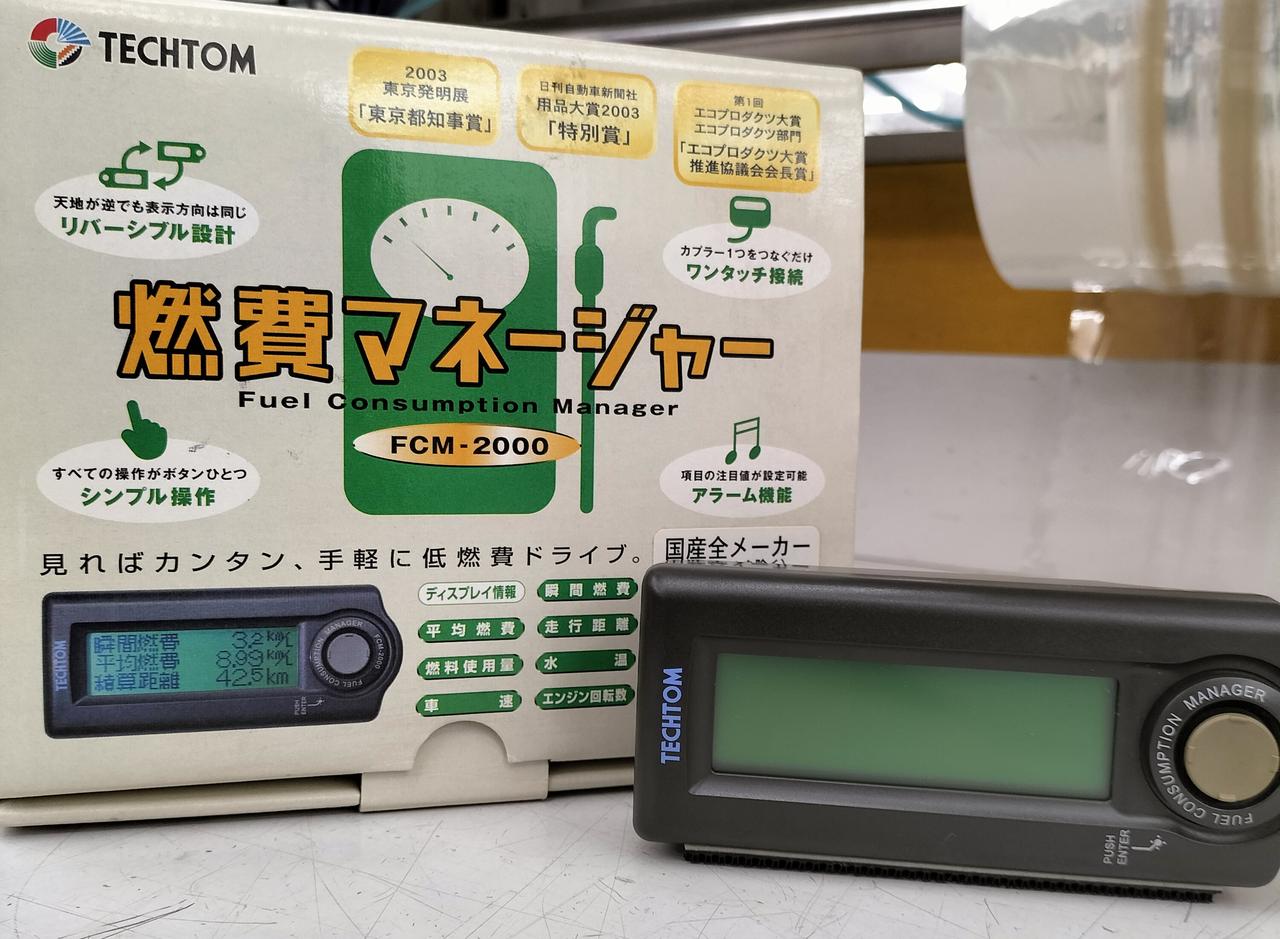 TECHTOM
2003
東京発明展
「東京都知事賞」
日刊自動車新聞社
用品大賞2003
「特別賞」
第1回
エコプロダクツ大賞
エコプロダクツ部門
「エコプロダクツ大賞
推進協議会会長賞」
天地が逆でも表示方向は同じ
リバーシブル設計
カプラー1つをつなぐだけ
ワンタッチ接続
燃費マネージャー
Fuel Consumption Manager
FCM-2000
すべての操作がボタンひとつ
シンプル操作
項目の注目値が設定可能
アラーム機能
見ればカンタン、手軽に低燃費ドライブ。
国産全メーカー
ディスプレイ情報
瞬間燃費
平均燃費
走行距離
燃料使用量
水温
車速
エンジン回転数
TECHTOM
瞬間燃費 3.2km/L
平均燃費 8.99km/L
積算距離 42.5km
FUEL CONSUMPTION MANAGER FCM-2000
PUSH
ENTER
TECHTOM
FUEL CONSUMPTION MANAGER
PUSH
ENTER